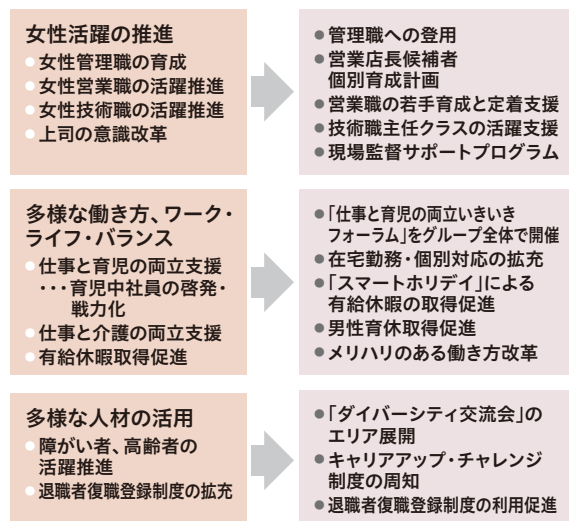 女性活躍の推進
●女性管理職の育成
●女性営業職の活躍推進
●女性技術職の活躍推進
●上司の意識改革
●管理職への登用
●営業店長候補者
個別育成計画
●営業職の若手育成と定着支援
●技術職主任クラスの活躍支援
●現場監督サポートプログラム
多様な働き方、ワーク・
ライフ・バランス
●仕事と育児の両立支援
・・・育児中社員の啓発・
戦力化
●仕事と介護の両立支援
●有給休暇取得促進
●「仕事と育児の両立いきいき
フォーラム」をグループ全体で開催
●在宅勤務・個別対応の拡充
●「スマートホリデイ」による
有給休暇の取得促進
●男性育休取得促進
●メリハリのある働き方改革
多様な人材の活用
●障がい者、高齢者の
活躍推進
●退職者復職登録制度の拡充
●「ダイバーシティ交流会」の
エリア展開
●キャリアアップ・チャレンジ
制度の周知
●退職者復職登録制度の利用促進